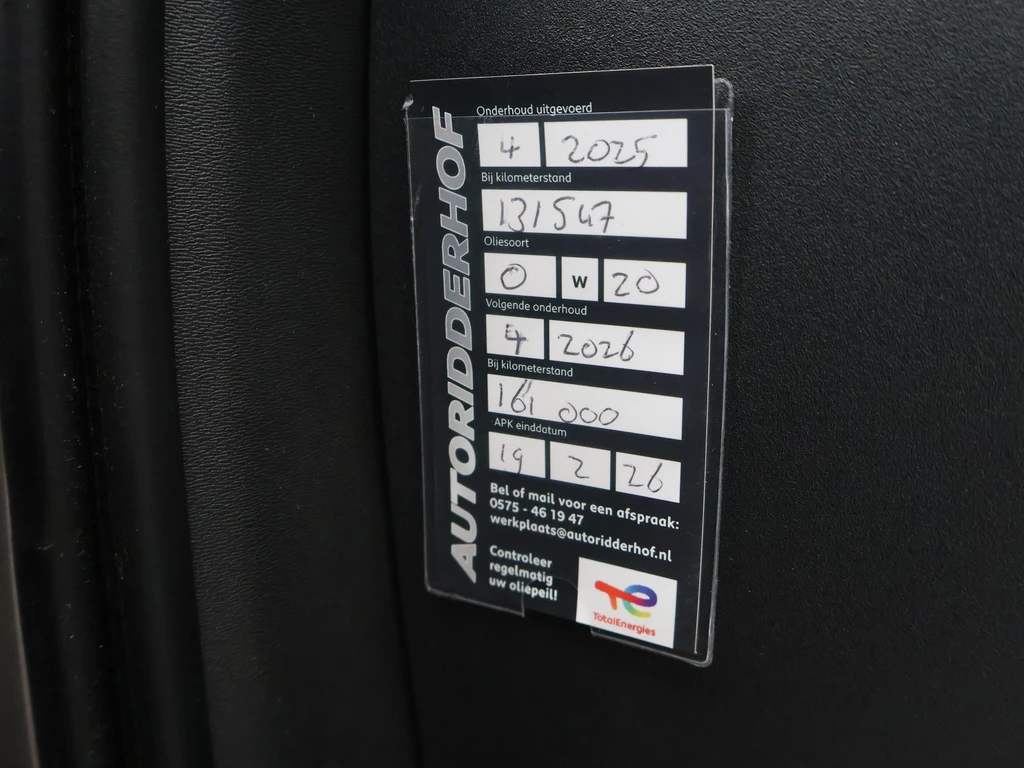 AUTORIDDERHOF
Onderhoud uitgevoerd
4 2025
Bij kilometerstand
131547
Oliesoort
0 w 20
Volgende onderhoud
4 2026
Bij kilometerstand
161 000
APK einddatum
19 2 26
Bel of mail voor een afspraak:
0575 - 46 19 47
werkplaats@autoridderhof.nl
Controleer
regelmatig
uw oliepeil!
TotalEnergies